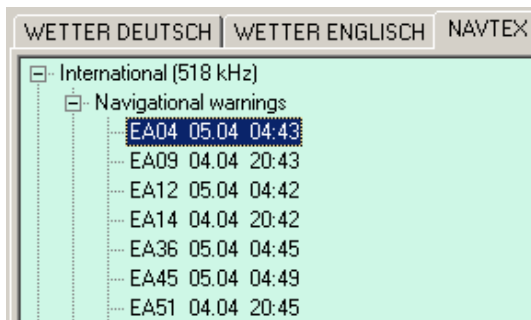 WETTER DEUTSCH WETTER ENGLISCH NAVTEX
International (518 kHz)
Navigational warnings
EA04 05.04 04:43
EA09 04.04 20:43
EA12 05.04 04:42
EA14 04.04 20:42
EA36 05.04 04:45
EA45 05.04 04:49
EA51 04.04 20:45